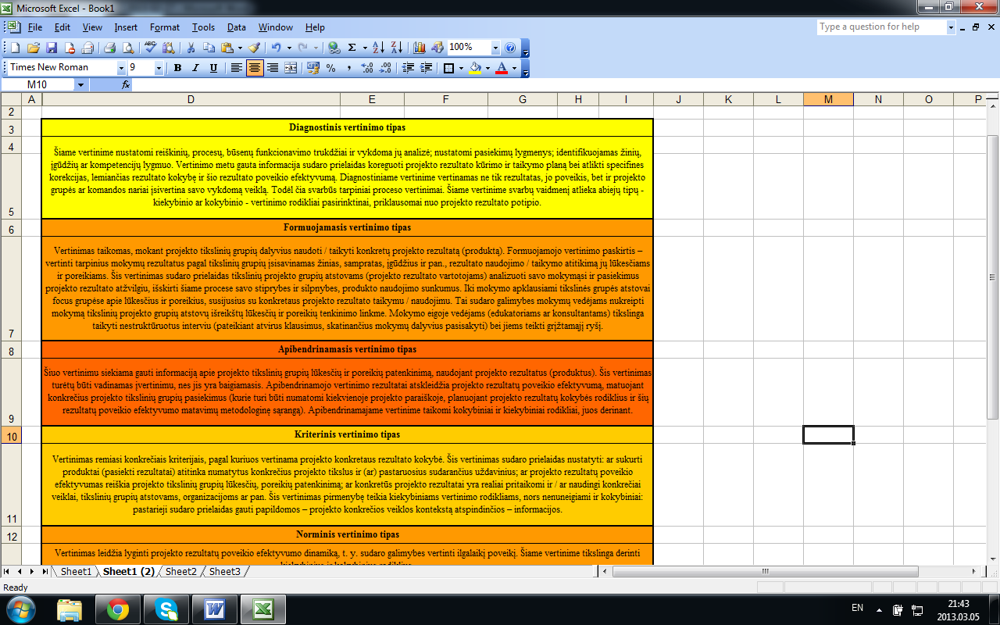 Microsoft Excel - Book1
File Edit View Insert Format Tools Data Window Help
Type a question for help
100%
Times New Roman 9 B I U
M10 fx
A D E F G H I J K L M N O P
2
3 Diagnostinis vertinimo tipas
4
Šiame vertinime nustatomi reiškinių, procesų, būsenų funkcionavimo trukdžiai ir vykdoma jų analizė; nustatomi pasiekimų lygmenys; identifikuojamas žinių,
įgūdžių ar kompetencijų lygmuo. Vertinimo metu gauta informacija sudaro prielaidas koreguoti projekto rezultato kūrimo ir taikymo planą bei atlikti specifines
korekcijas, lemiančias rezultato kokybę ir šio rezultato poveikio efektyvumą. Diagnostiniame vertinime vertinamas ne tik rezultatas, jo poveikis, bet ir projekto
grupės ar komandos nariai įsivertina savo vykdomą veiklą. Todėl čia svarbūs tarpiniai proceso vertinimai. Šiame vertinime svarbų vaidmenį atlieka abiejų tipų -
kiekybinio ar kokybinio - vertinimo rodikliai pasirinktinai, priklausomai nuo projekto rezultato potipio.
5
6 Formuojamasis vertinimo tipas
Vertinimas taikomas, mokant projekto tikslinių grupių dalyvius naudoti / taikyti konkretų projekto rezultatą (produktą). Formuojamojo vertinimo paskirtis –
vertinti tarpinius mokymų rezultatus pagal tikslinių grupių įsisavinamas žinias, sampratas, įgūdžius ir pan., rezultato naudojimo / taikymo atitikimą jų lūkesčiams
ir poreikiams. Šis vertinimas sudaro prielaidas tikslinių projekto grupių atstovams (projekto rezultato vartotojams) analizuoti savo mokymąsi ir pasiekimus
projekto rezultato atžvilgiu, išskirti šiame procese savo stiprybes ir silpnybes, produkto naudojimo sunkumus. Iki mokymo apklausiami tikslinės grupės atstovai
focus grupėse apie lūkesčius ir poreikius, susijusius su konkretaus projekto rezultato taikymu / naudojimu. Tai sudaro galimybes mokymų vedėjams nukreipti
mokymą tikslinių projekto grupių atstovų išreikštų lūkesčių ir poreikių tenkinimo linkme. Mokymo eigoje vedėjams (edukatoriams ar konsultantams) tikslinga
taikyti nestruktūruotus interviu (pateikiant atvirus klausimus, skatinančius mokymų dalyvius pasisakyti) bei jiems teikti grįžtamąjį ryšį.
7
8 Apibendrinamasis vertinimo tipas
Šiuo vertinimu siekiama gauti informaciją apie projekto tikslinių grupių lūkesčių ir poreikių patenkinimą, naudojant projekto rezultatus (produktus). Šis vertinimas
turėtų būti vadinamas įvertinimu, nes jis yra baigiamasis. Apibendrinamojo vertinimo rezultatai atskleidžia projekto rezultatų poveikio efektyvumą, matuojant
konkrečius projekto tikslinių grupių pasiekimus (kurie turi būti numatomi kiekvienoje projekto paraiškoje, planuojant projekto rezultatų kokybės rodiklius ir šių
rezultatų poveikio efektyvumo matavimų metodologinę sąrangą). Apibendrinamajame vertinime taikomi kokybiniai ir kiekybiniai rodikliai, juos derinant.
9
10 Kriterinis vertinimo tipas
Vertinimas remiasi konkrečiais kriterijais, pagal kuriuos vertinama projekto konkretaus rezultato kokybė. Šis vertinimas sudaro prielaidas nustatyti: ar sukurti
produktai (pasiekti rezultatai) atitinka numatytus konkrečius projekto tikslus ir (ar) pastaruosius sudarančius uždavinius; ar projekto rezultatų poveikio
efektyvumas reiškia projekto tikslinių grupių lūkesčių, poreikių patenkinimą; ar konkretūs projekto rezultatai yra realiai pritaikomi ir / ar naudingi konkrečiai
veiklai, tikslinių grupių atstovams, organizacijoms ar pan. Šis vertinimas pirmenybę teikia kiekybiniams vertinimo rodikliams, nors nenuneigiami ir kokybiniai:
pastarieji sudaro prielaidas gauti papildomos – projekto konkrečios veiklos kontekstą atspindinčios – informacijos.
11
12 Norminis vertinimo tipas
Vertinimas leidžia lyginti projekto rezultatų poveikio efektyvumo dinamiką, t. y. sudaro galimybes vertinti ilgalaikį poveikį. Šiame vertinime tikslinga derinti
Sheet1 Sheet1 (2) Sheet2 Sheet3
Ready
EN 21:43
2013.03.05